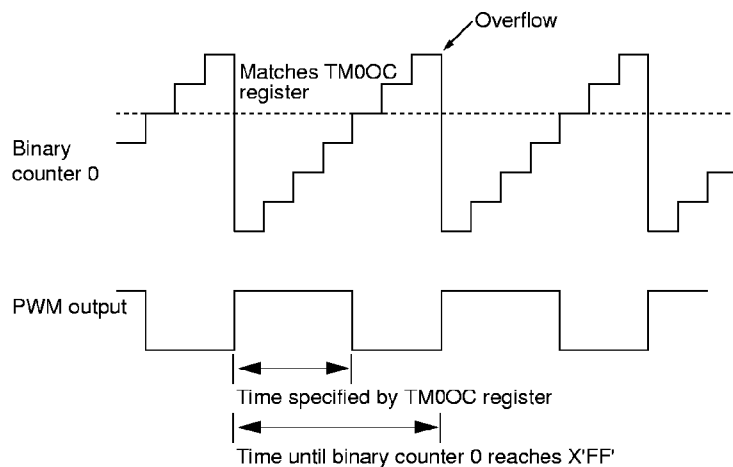 Overflow
Matches TM0OC
register
Binary
counter 0
PWM output
Time specified by TM0OC register
Time until binary counter 0 reaches X'FF'